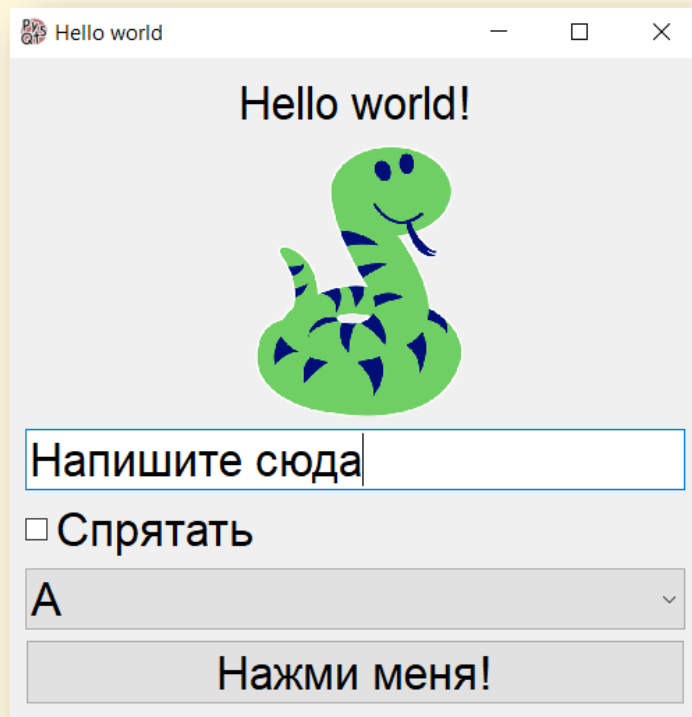 Hello world
Hello world!
Напишите сюда
Спрятать
A
Нажми меня!